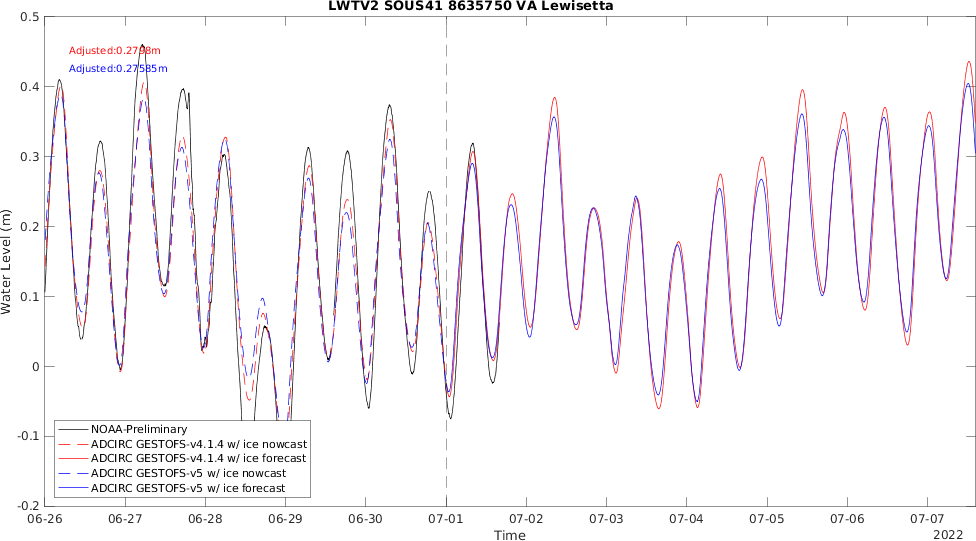 LWTV2 SOUS41 8635750 VA Lewisetta
0.5
Adjusted:0.2798m
Adjusted:0.27585m
0.4
0.3
0.2
Water Level (m)
0.1
0
-0.1
-0.2
NOAA-Preliminary
ADCIRC GESTOFS-v4.1.4 w/ ice nowcast
ADCIRC GESTOFS-v4.1.4 w/ ice forecast
ADCIRC GESTOFS-v5 w/ ice nowcast
ADCIRC GESTOFS-v5 w/ ice forecast
06-26 06-27 06-28 06-29 06-30 07-01 07-02 07-03 07-04 07-05 07-06 07-07
Time
2022